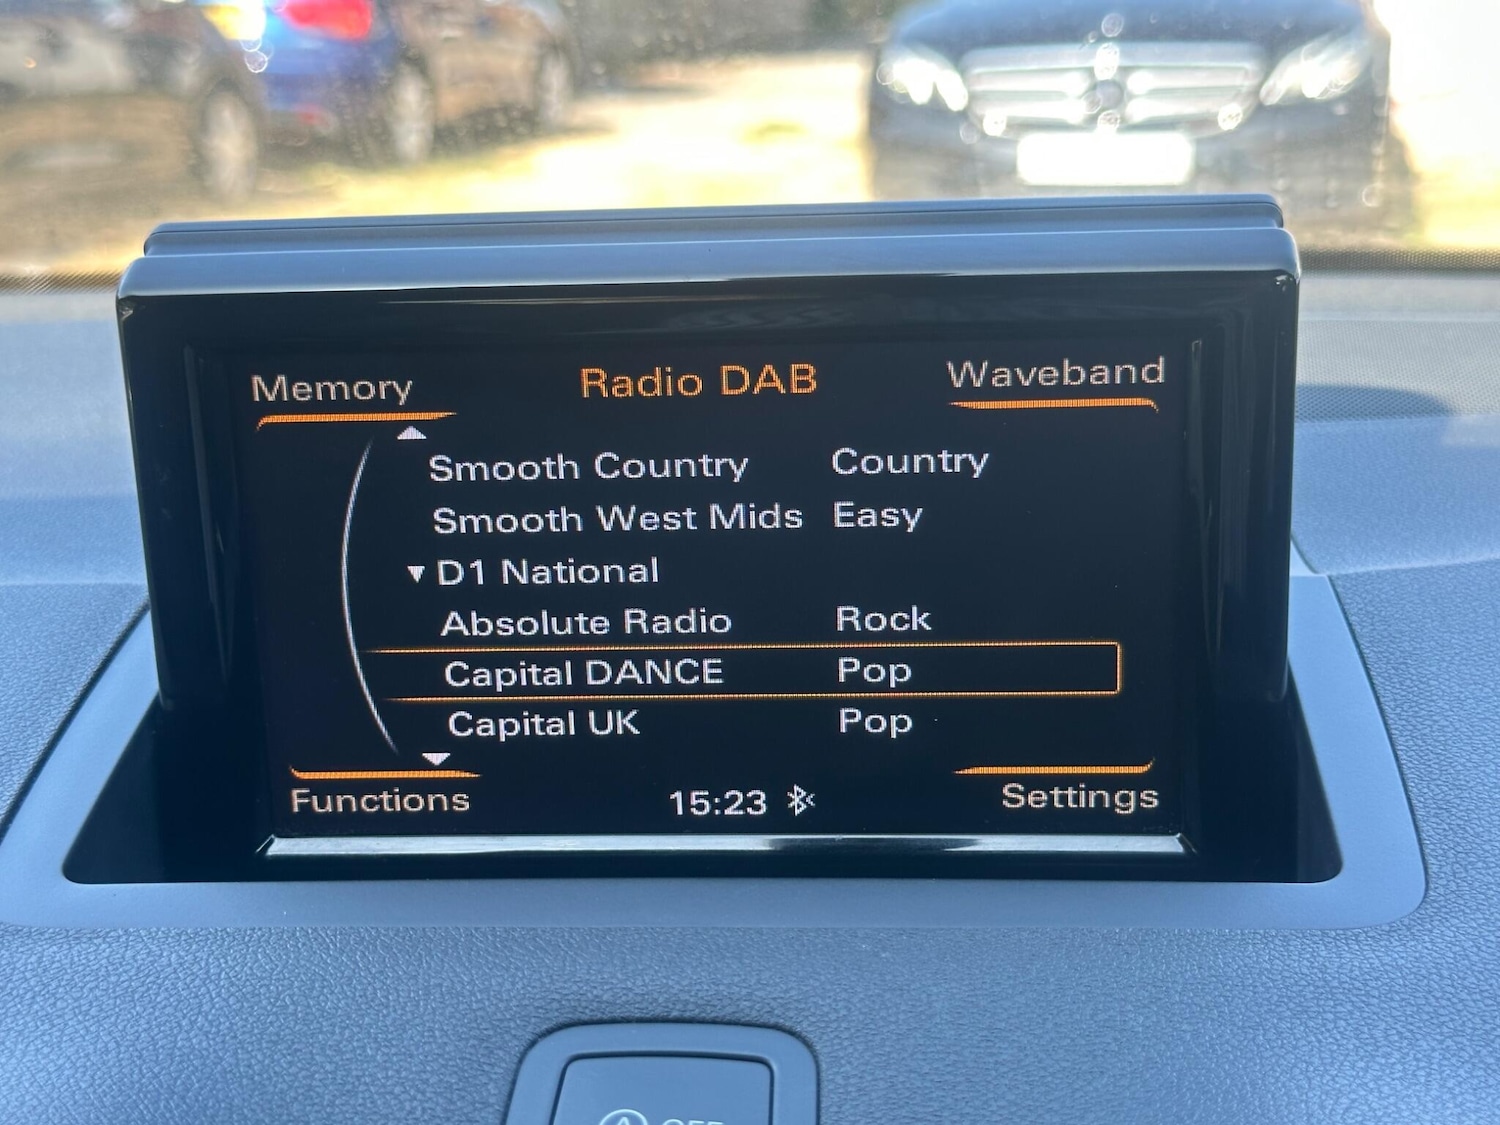 Memory Radio DAB Waveband
Smooth Country Country
Smooth West Mids Easy
▼ D1 National
Absolute Radio Rock
Capital DANCE Pop
Capital UK Pop
Functions 15:23 Settings
A OFF